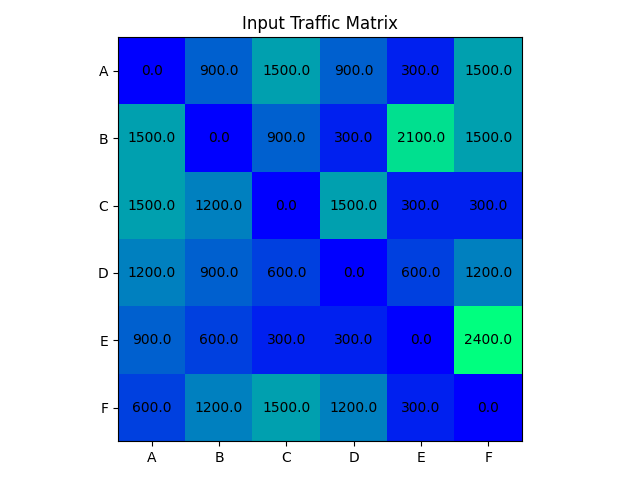 Input Traffic Matrix
A 0.0 900.0 1500.0 900.0 300.0 1500.0
B 1500.0 0.0 900.0 300.0 2100.0 1500.0
C 1500.0 1200.0 0.0 1500.0 300.0 300.0
D 1200.0 900.0 600.0 0.0 600.0 1200.0
E 900.0 600.0 300.0 300.0 0.0 2400.0
F 600.0 1200.0 1500.0 1200.0 300.0 0.0
A B C D E F